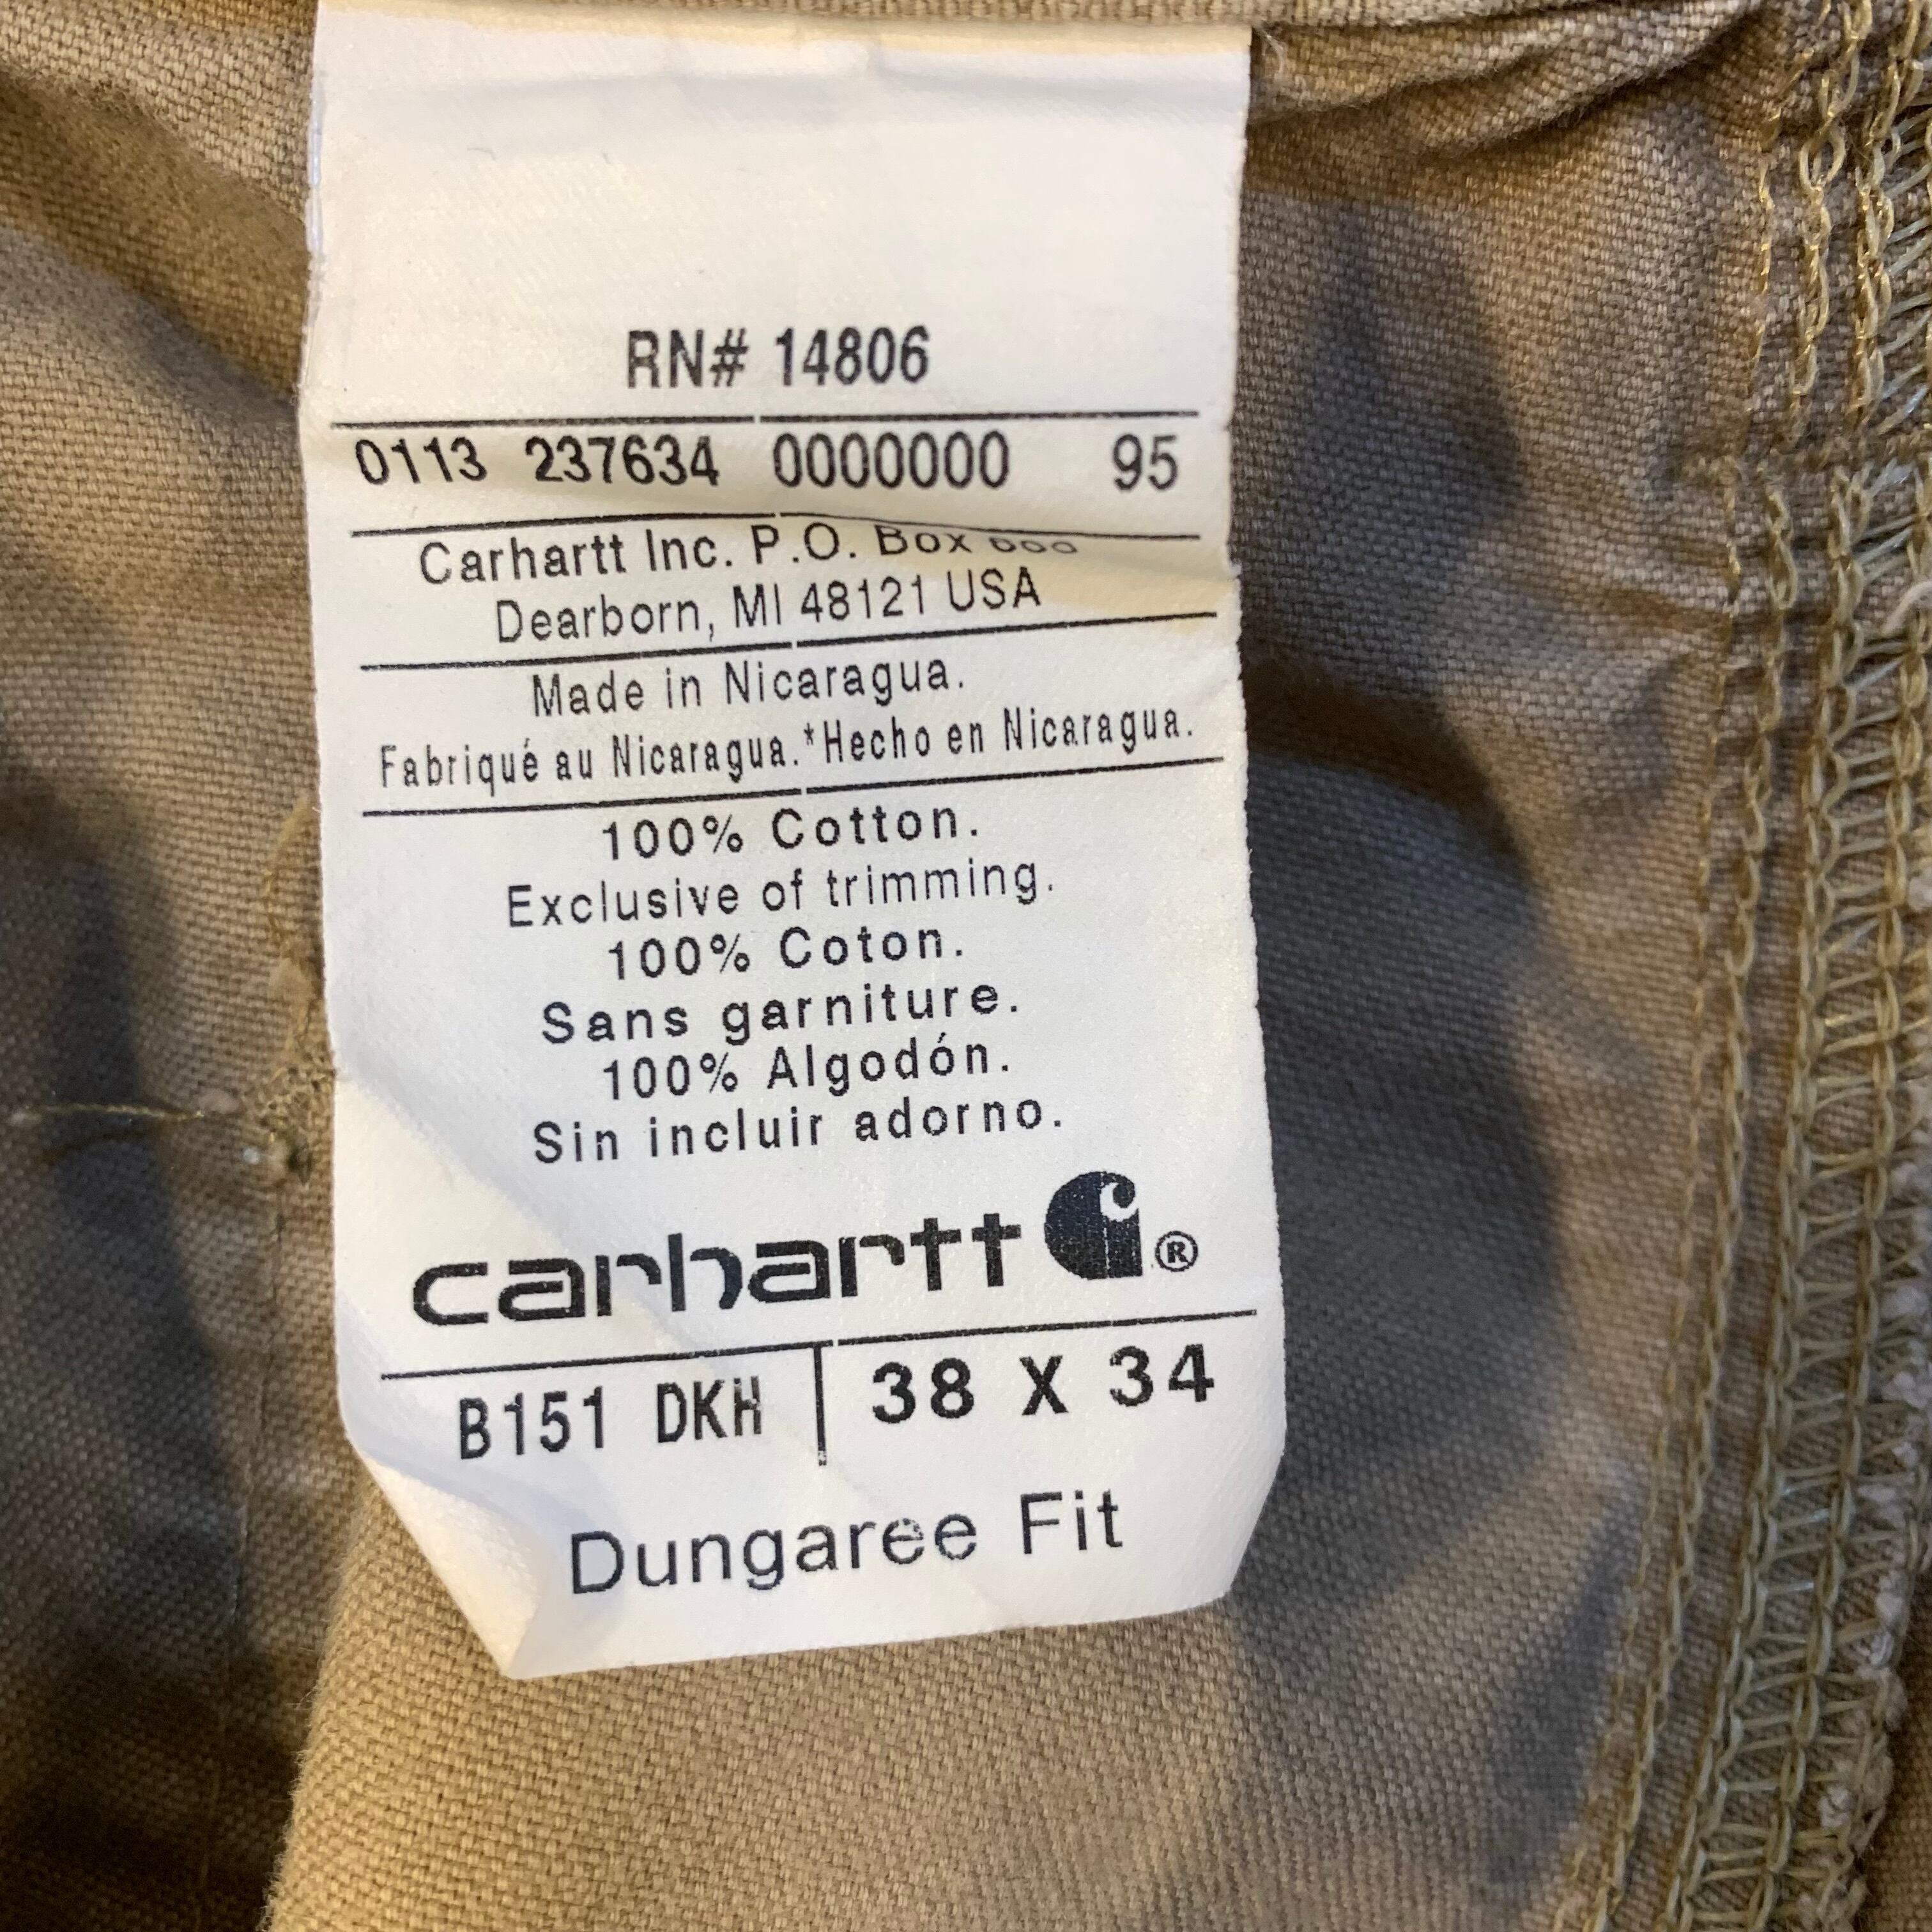 RN# 14806
0113 237634 0000000 95
Carhartt Inc. P.O. Box
Dearborn, MI 48121 USA
Made in Nicaragua.
Fabriqué au Nicaragua.*Hecho en Nicaragua.
100% Cotton.
Exclusive of trimming.
100% Coton.
Sans garniture.
100% Algodón.
Sin incluir adorno.
carhartt ®
B151 DKH | 38 X 34
Dungaree Fit